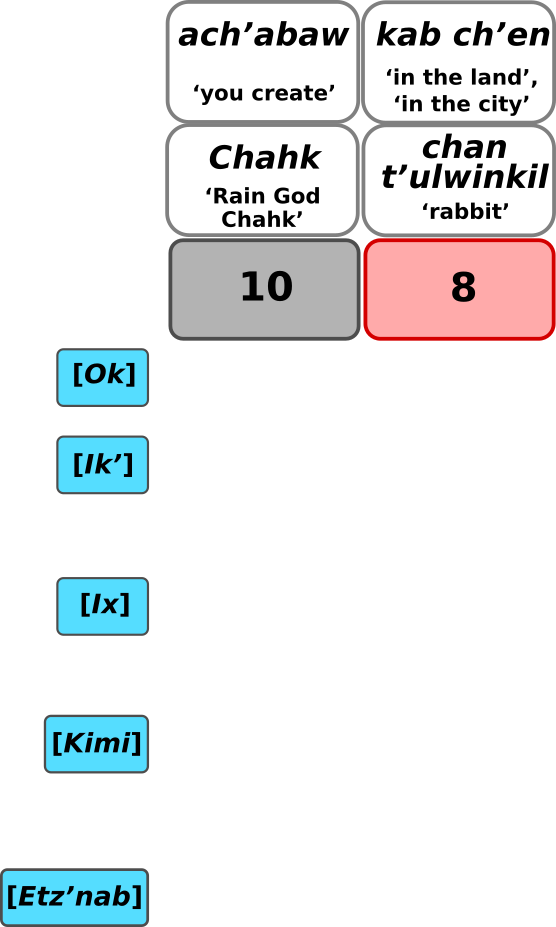 ach’abaw
‘you create’
kab ch’en
‘in the land’,
‘in the city’
Chahk
‘Rain God
Chahk’
chan
t’ulwinkil
‘rabbit’
10
8
[Ok]
[Ik’]
[Ix]
[Kimi]
[Etz’nab]